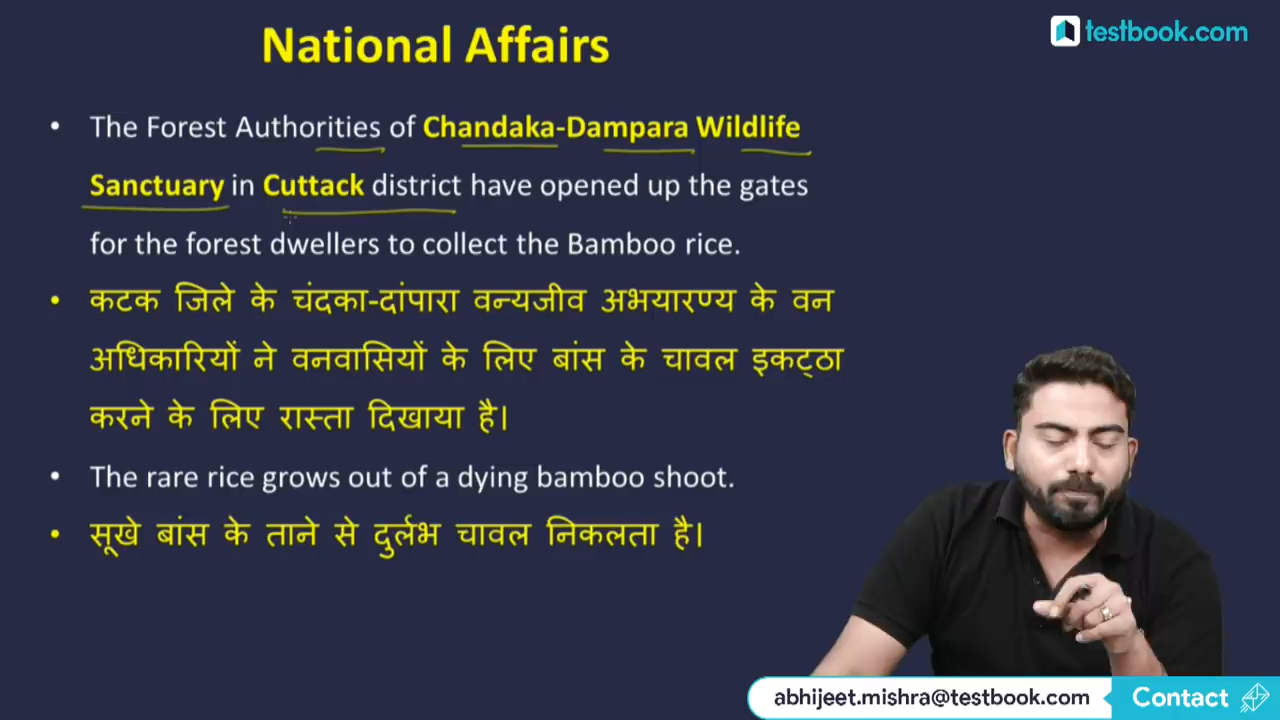 National Affairs
testbook.com
• The Forest Authorities of Chandaka-Dampara Wildlife
Sanctuary in Cuttack district have opened up the gates
for the forest dwellers to collect the Bamboo rice.
• कटक जिले के चंदका-दांपारा वन्यजीव अभयारण्य के वन
अधिकारियों ने वनवासियों के लिए बांस के चावल इकट्ठा
करने के लिए रास्ता दिखाया है।
• The rare rice grows out of a dying bamboo shoot.
• सूखे बांस के ताने से दुर्लभ चावल निकलता है।
abhijeet.mishra@testbook.com Contact